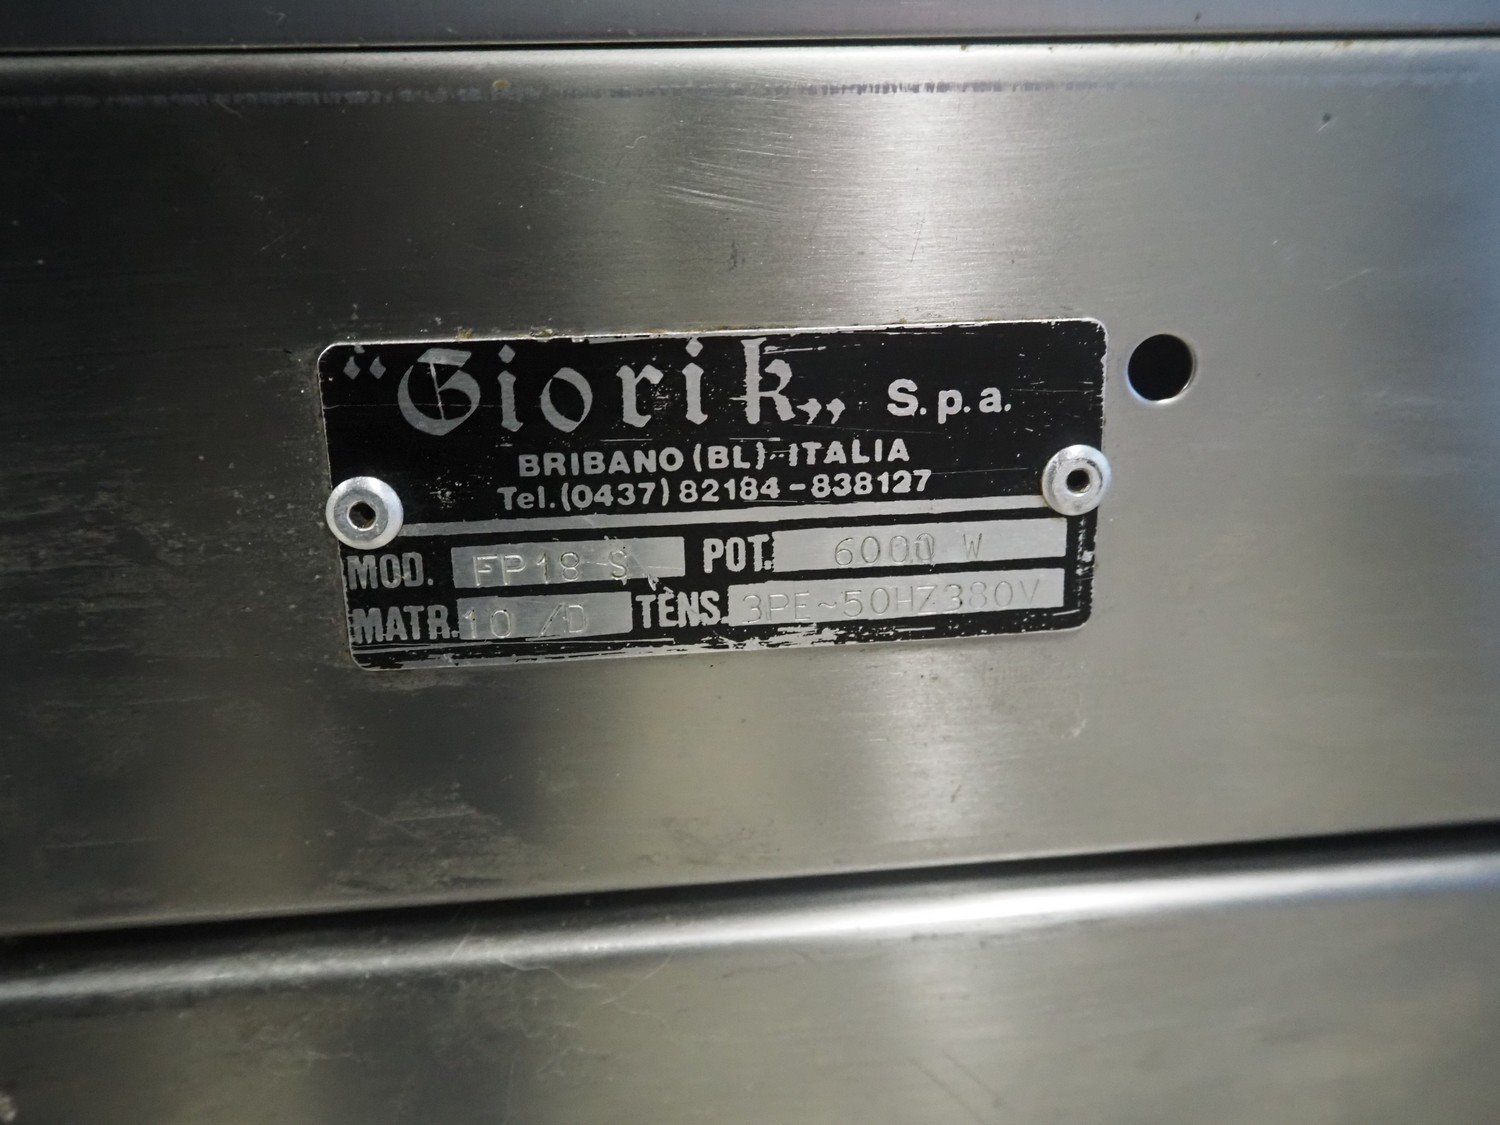 “Giorik„ S.p.a.
BRIBANO (BL)-ITALIA
Tel.(0437) 82184-838127
MOD. FP18 S POT. 6000 W
MATR. 10 /D TENS. 3PE~50HZ380V